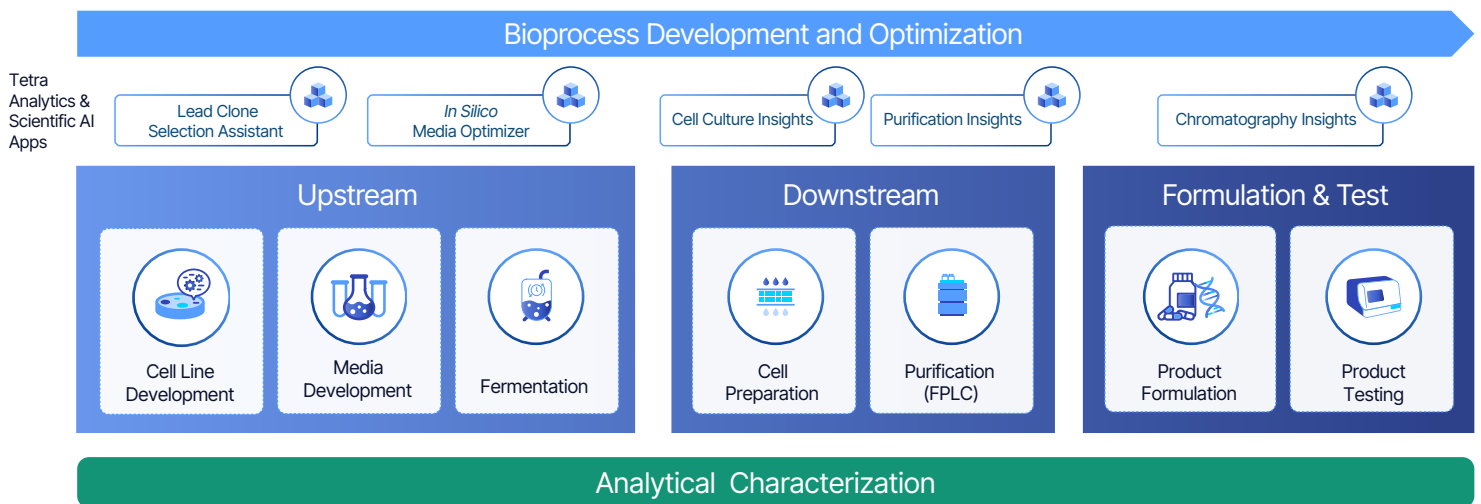 Bioprocess Development and Optimization
Tetra
Analytics &
Scientific AI
Apps
Lead Clone
Selection Assistant
In Silico
Media Optimizer
Cell Culture Insights
Purification Insights
Chromatography Insights
Upstream
Cell Line
Development
Media
Development
Fermentation
Downstream
Cell
Preparation
Purification
(FPLC)
Formulation & Test
Product
Formulation
Product
Testing
Analytical Characterization